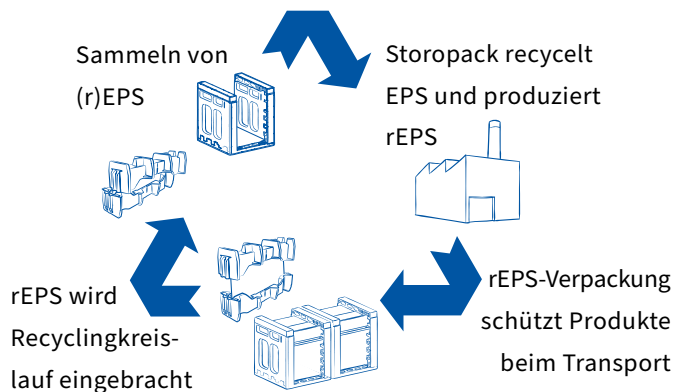 Sammeln von
(r)EPS
Storopack recycelt
EPS und produziert
rEPS
rEPS-Verpackung
schützt Produkte
beim Transport
rEPS wird
Recyclingkreis-
lauf eingebracht